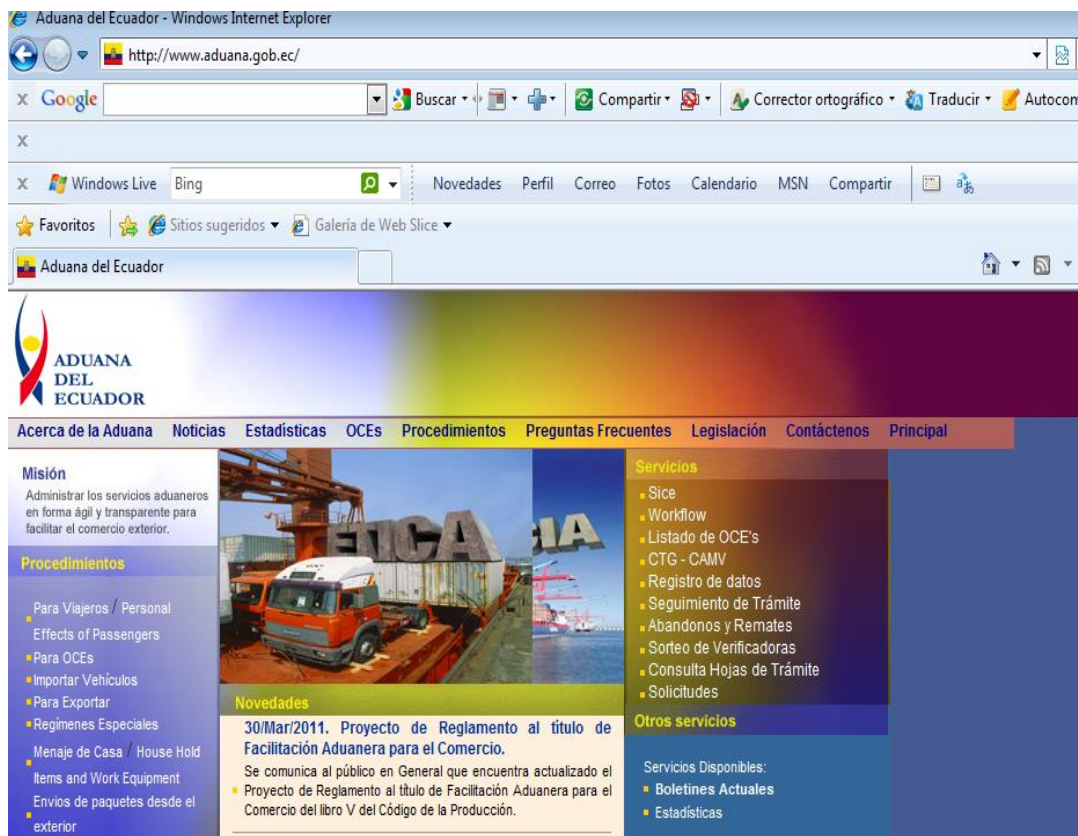 Aduana del Ecuador - Windows Internet Explorer
http://www.aduana.gob.ec/
x Google Buscar Compartir Corrector ortográfico Traducir Autocom
x
x Windows Live Bing Novedades Perfil Correo Fotos Calendario MSN Compartir
Favoritos Sitios sugeridos Galería de Web Slice
Aduana del Ecuador
ADUANA
DEL
ECUADOR
Acerca de la Aduana Noticias Estadísticas OCEs Procedimientos Preguntas Frecuentes Legislación Contáctenos Principal
Misión
Administrar los servicios aduaneros
en forma ágil y transparente para
facilitar el comercio exterior.
Procedimientos
Para Viajeros / Personal
Effects of Passengers
Para OCEs
Importar Vehículos
Para Exportar
Regímenes Especiales
Menaje de Casa / House Hold
Items and Work Equipment
Envios de paquetes desde el
exterior
ETICA
CIA
Novedades
30/Mar/2011. Proyecto de Reglamento al título de
Facilitación Aduanera para el Comercio.
Se comunica al público en General que encuentra actualizado el
Proyecto de Reglamento al título de Facilitación Aduanera para el
Comercio del libro V del Código de la Producción.
Servicios
Sice
Workflow
Listado de OCE's
CTG - CAMV
Registro de datos
Seguimiento de Trámite
Abandonos y Remates
Sorteo de Verificadoras
Consulta Hojas de Trámite
Solicitudes
Otros servicios
Servicios Disponibles:
Boletines Actuales
Estadísticas